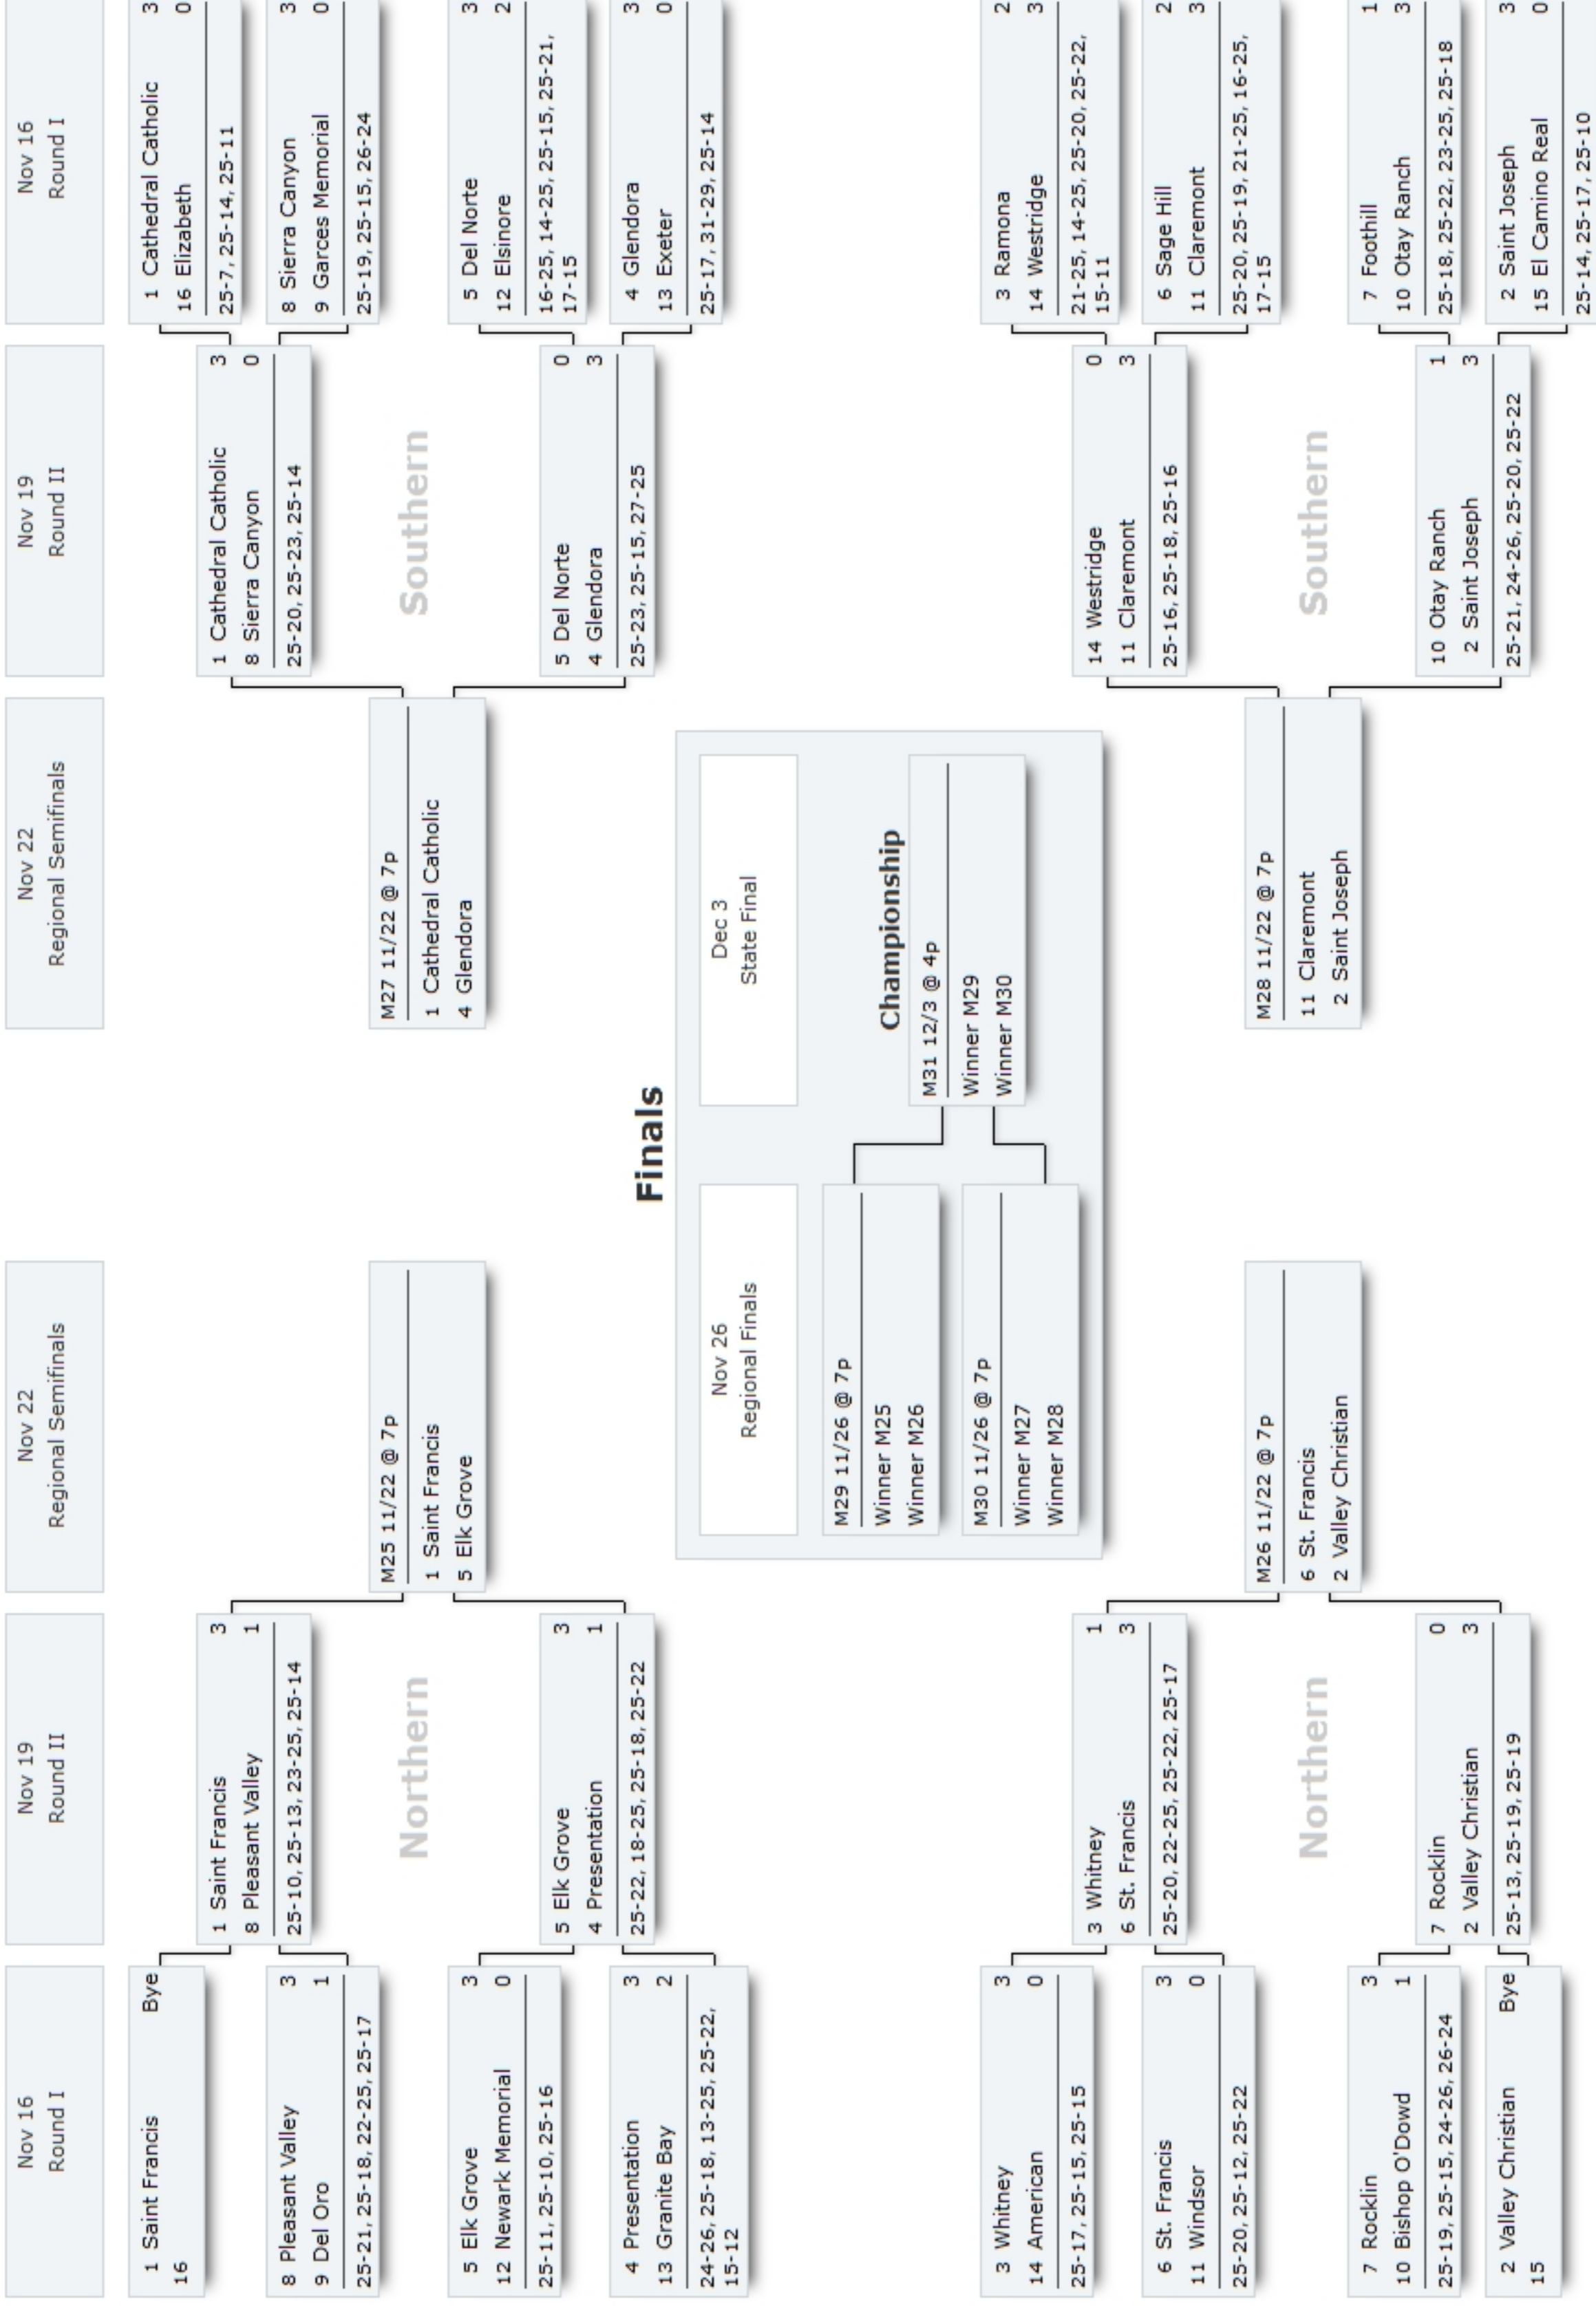 Nov 16
Round I
Nov 19
Round II
Nov 22
Regional Semifinals
Nov 22
Regional Semifinals
Nov 19
Round II
Nov 16
Round I
1 Saint Francis Bye
16
8 Pleasant Valley 3
9 Del Oro 1
25-21, 25-18, 22-25, 25-17
5 Elk Grove 3
12 Newark Memorial 0
25-11, 25-10, 25-16
4 Presentation 3
13 Granite Bay 2
24-26, 25-18, 13-25, 25-22,
15-12
3 Whitney 3
14 American 0
25-17, 25-15, 25-15
6 St. Francis 3
11 Windsor 0
25-20, 25-12, 25-22
7 Rocklin 3
10 Bishop O'Dowd 1
25-19, 25-15, 24-26, 26-24
2 Valley Christian Bye
15
1 Saint Francis 3
8 Pleasant Valley 1
25-10, 25-13, 23-25, 25-14
Northern
5 Elk Grove 3
4 Presentation 1
25-22, 18-25, 25-18, 25-22
3 Whitney 1
6 St. Francis 3
25-20, 22-25, 25-22, 25-17
Northern
7 Rocklin 0
2 Valley Christian 3
25-13, 25-19, 25-19
M25 11/22 @ 7p
1 Saint Francis
5 Elk Grove
M26 11/22 @ 7p
6 St. Francis
2 Valley Christian
Finals
Nov 26
Regional Finals
Dec 3
State Final
M29 11/26 @ 7p
Winner M25
Winner M26
M30 11/26 @ 7p
Winner M27
Winner M28
Championship
M31 12/3 @ 4p
Winner M29
Winner M30
M27 11/22 @ 7p
1 Cathedral Catholic
4 Glendora
M28 11/22 @ 7p
11 Claremont
2 Saint Joseph
1 Cathedral Catholic 3
8 Sierra Canyon 0
25-20, 25-23, 25-14
Southern
5 Del Norte 0
4 Glendora 3
25-23, 25-15, 27-25
14 Westridge 0
11 Claremont 3
25-16, 25-18, 25-16
Southern
10 Otay Ranch 1
2 Saint Joseph 3
25-21, 24-26, 25-20, 25-22
1 Cathedral Catholic 3
16 Elizabeth 0
25-7, 25-14, 25-11
8 Sierra Canyon 3
9 Garces Memorial 0
25-19, 25-15, 26-24
5 Del Norte 3
12 Elsinore 2
16-25, 14-25, 25-15, 25-21,
17-15
4 Glendora 3
13 Exeter 0
25-17, 31-29, 25-14
3 Ramona 2
14 Westridge 3
21-25, 14-25, 25-20, 25-22,
15-11
6 Sage Hill 2
11 Claremont 3
25-20, 25-19, 21-25, 16-25,
17-15
7 Foothill 1
10 Otay Ranch 3
25-18, 25-22, 23-25, 25-18
2 Saint Joseph 3
15 El Camino Real 0
25-14, 25-17, 25-10